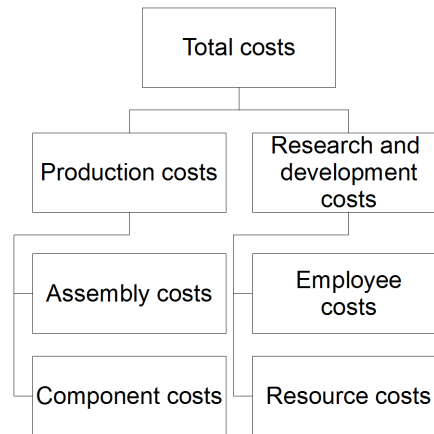 Total costs
Production costs
Research and
development
costs
Assembly costs
Employee
costs
Component costs
Resource costs